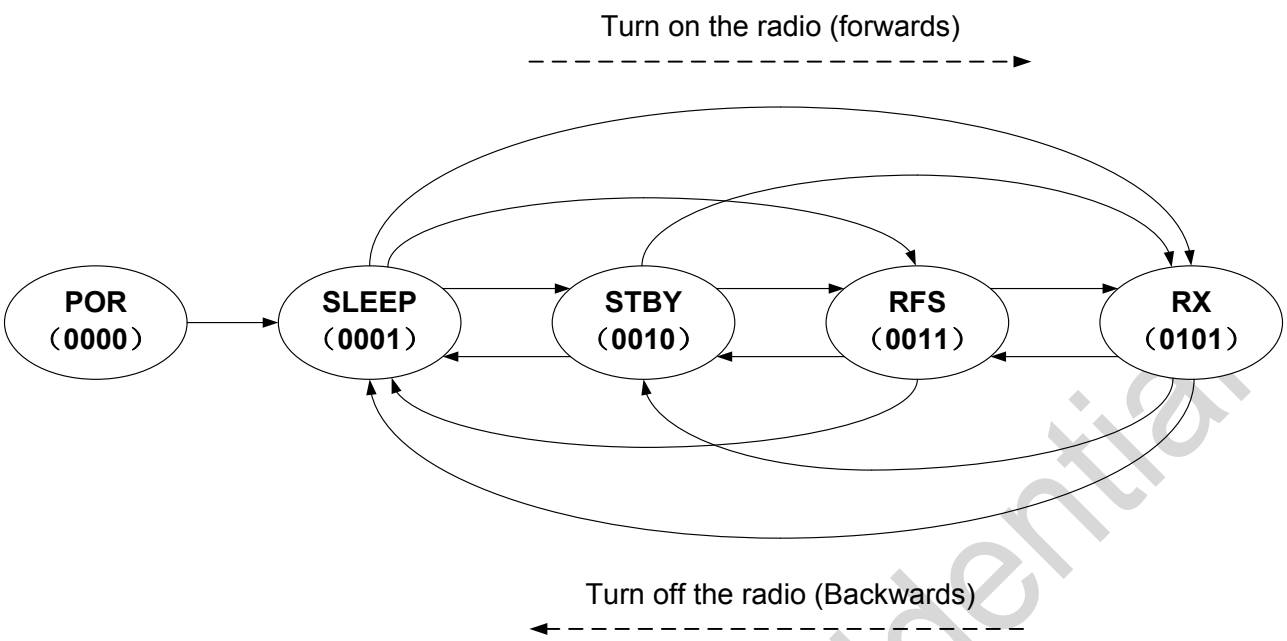 Turn on the radio (forwards)
POR
（0000）
SLEEP
（0001）
STBY
（0010）
RFS
（0011）
RX
（0101）
Turn off the radio (Backwards)